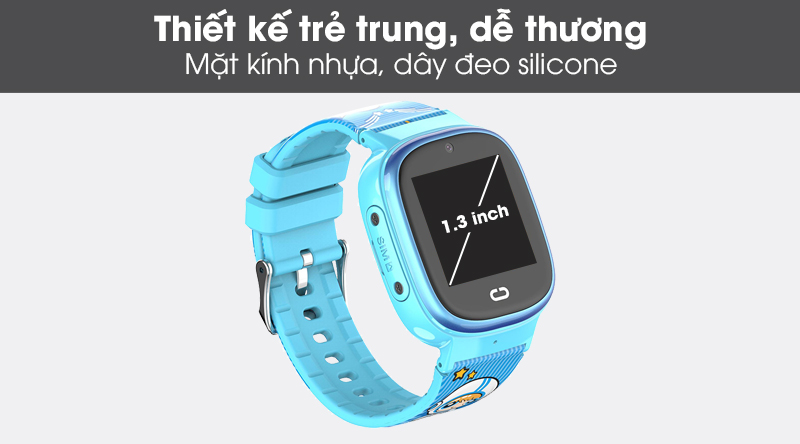 Thiết kế trẻ trung, dễ thương
Mặt kính nhựa, dây đeo silicone
1.3 inch
SIM